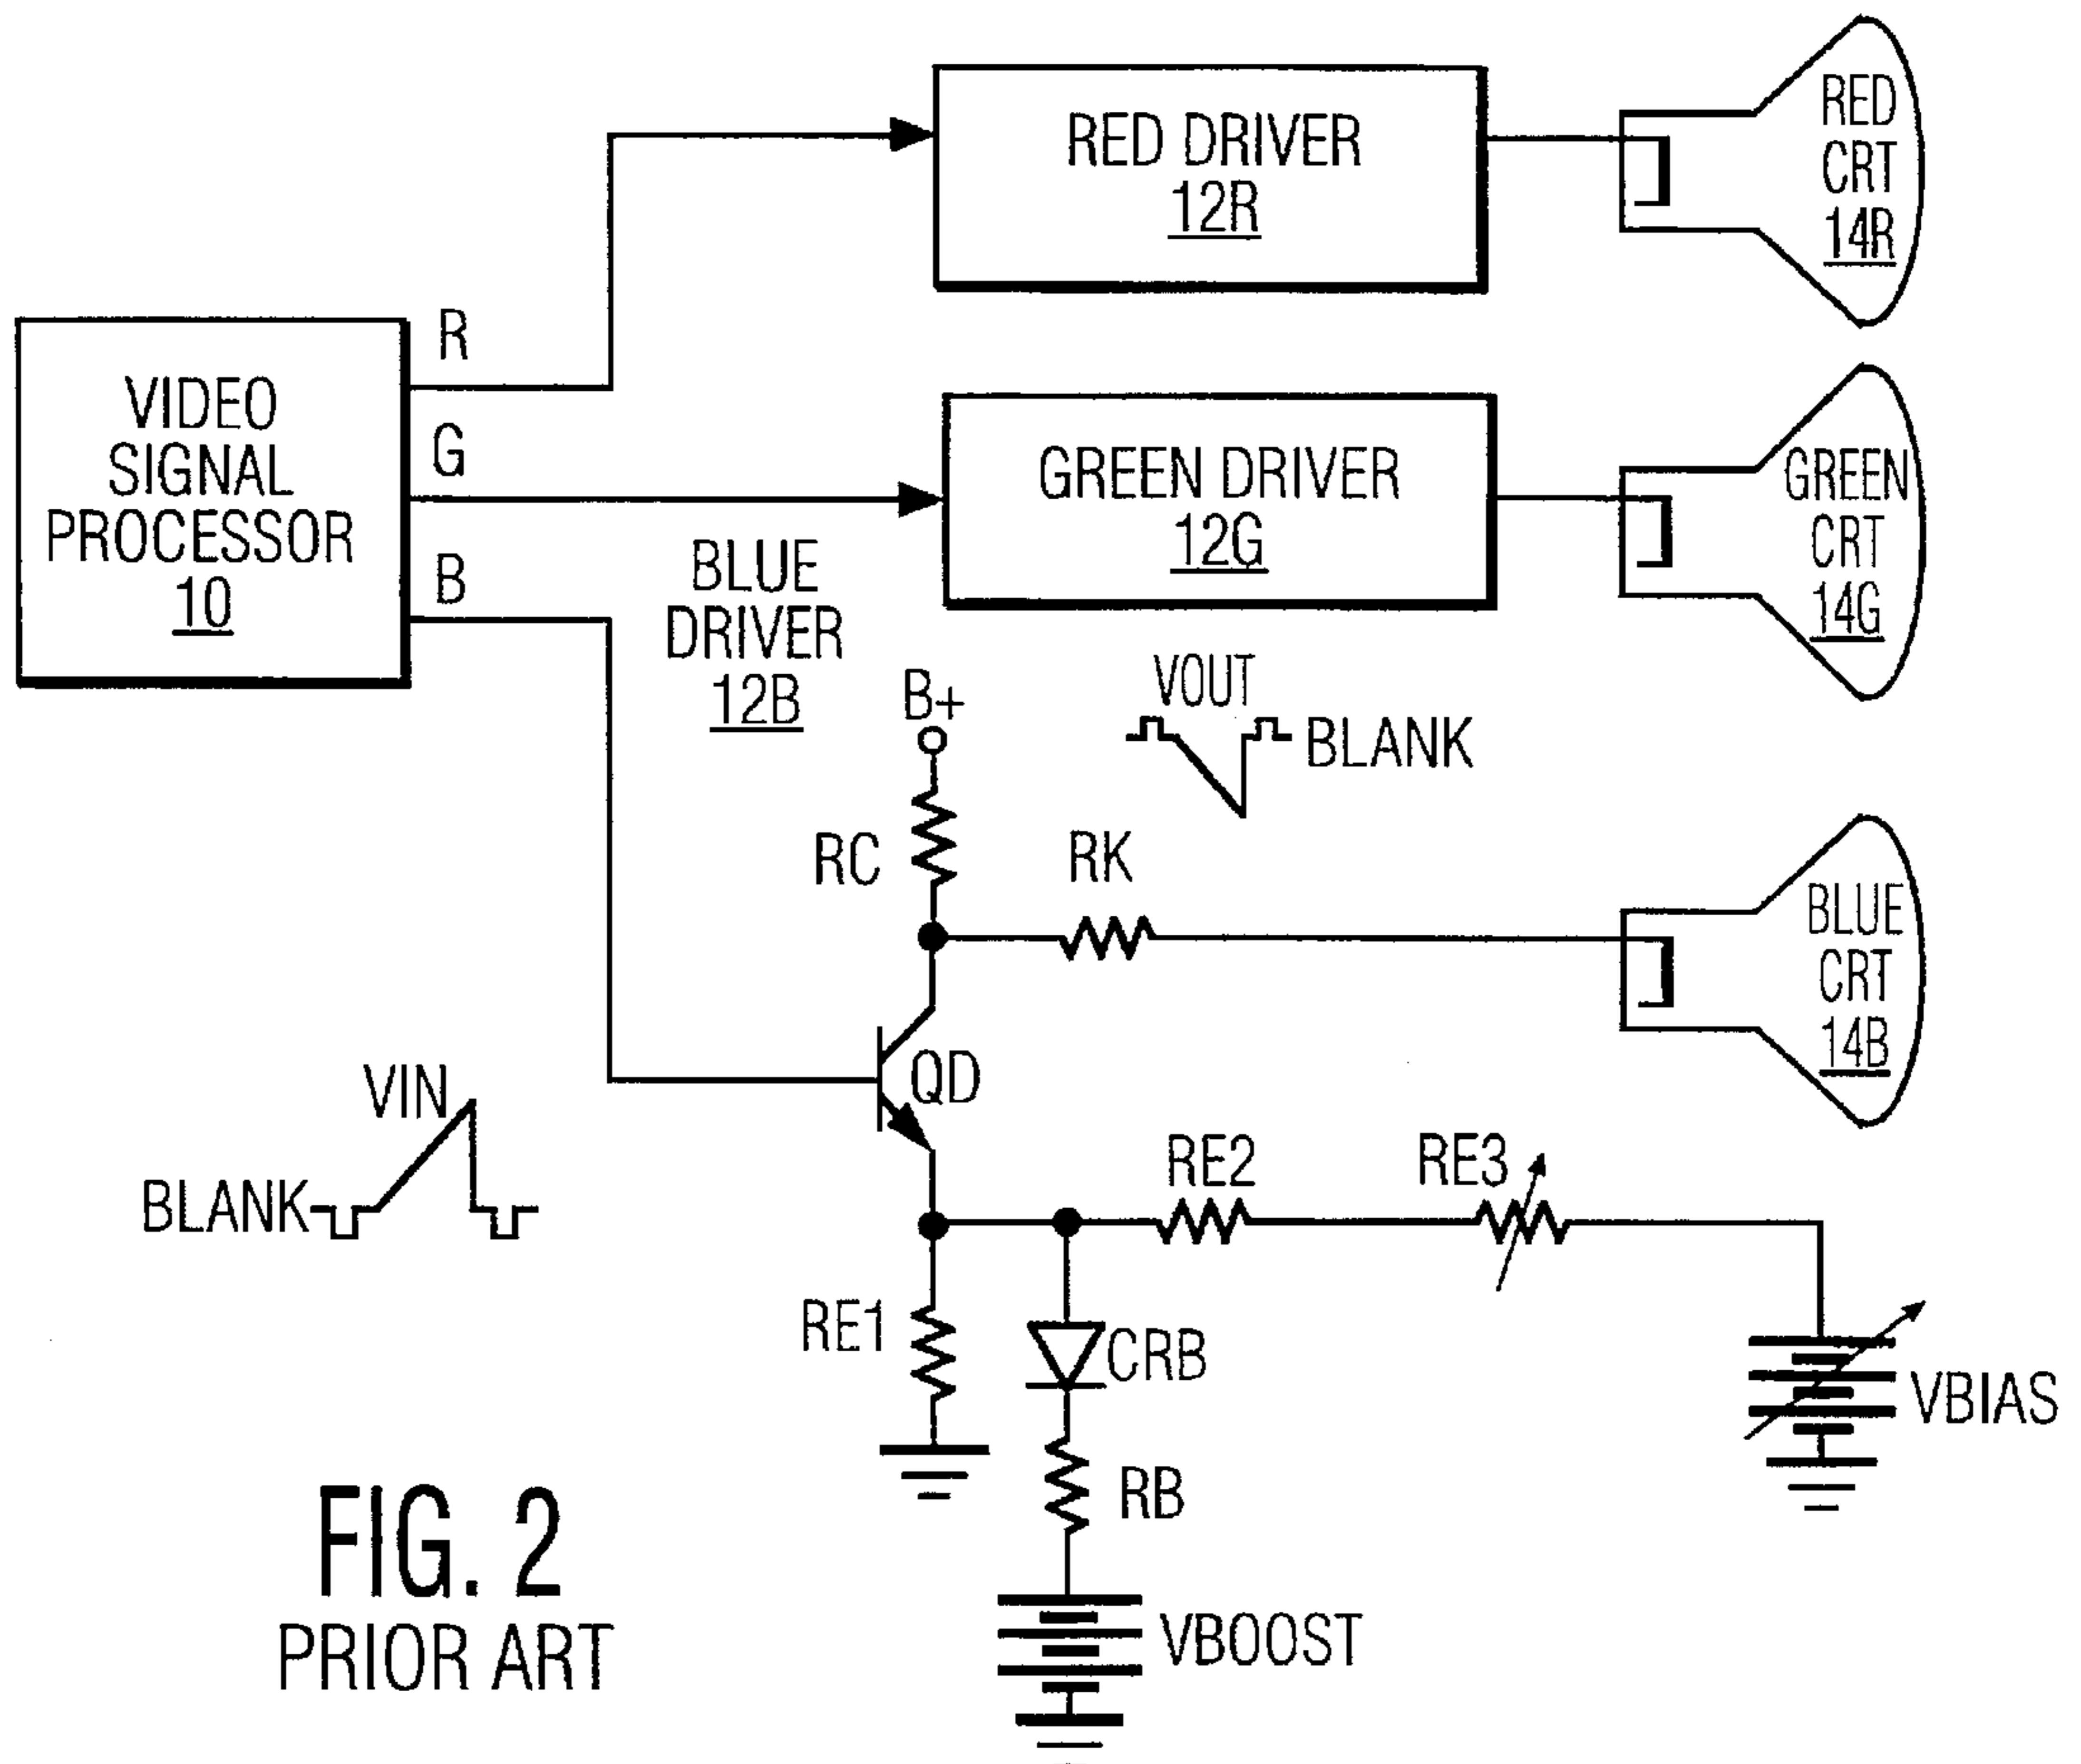 VIDEO
SIGNAL
PROCESSOR
10
R
G
B
RED DRIVER
12R
RED
CRT
14R
GREEN DRIVER
12G
GREEN
CRT
14G
BLUE
DRIVER
12B
B+
VOUT
BLANK
RC
RK
BLUE
CRT
14B
QD
VIN
BLANK
RE2
RE3
RE1
CRB
VBIAS
RB
VBOOST
FIG. 2
PRIOR ART